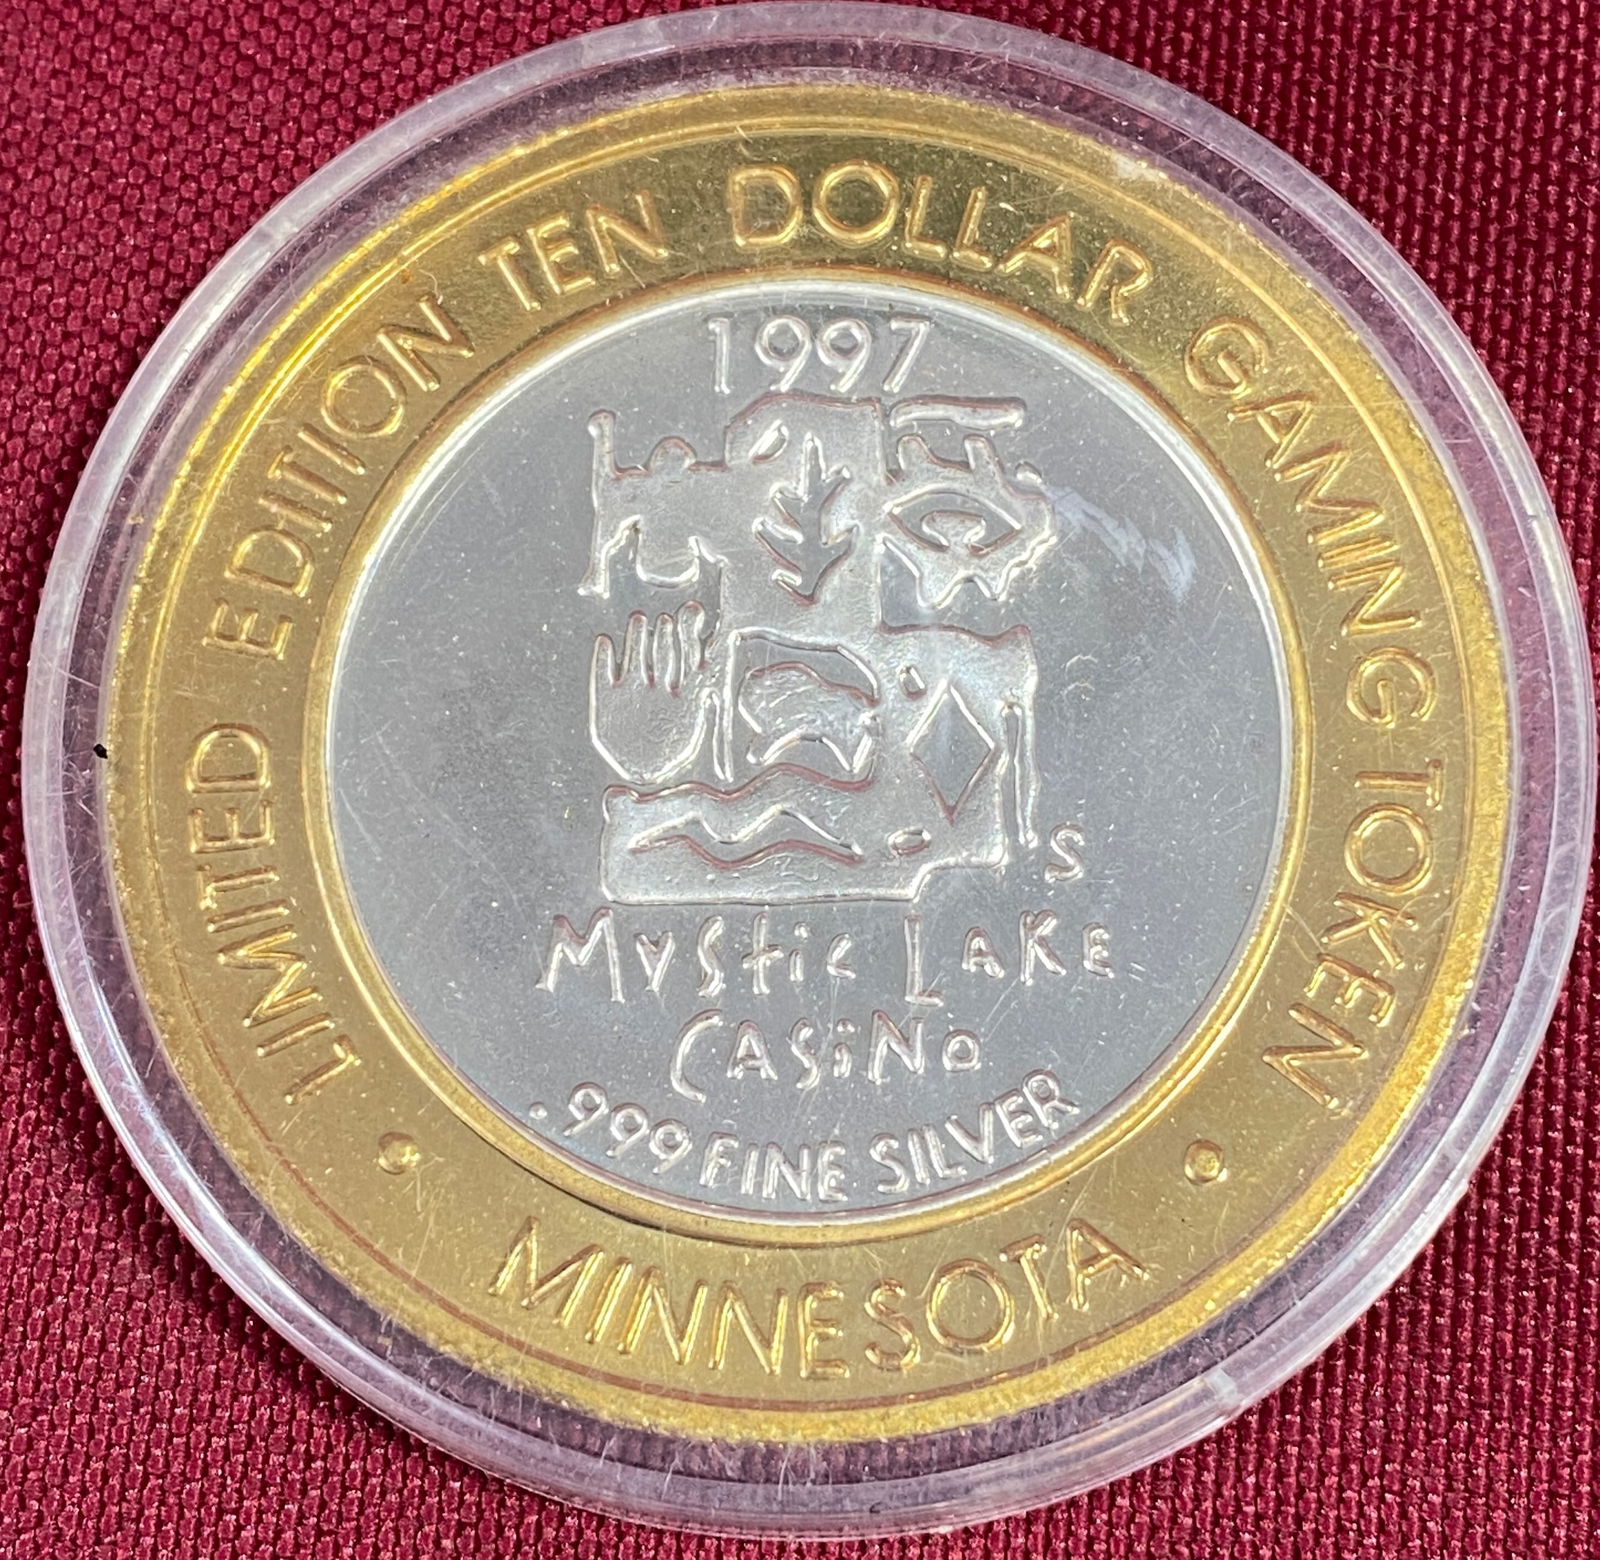 LIMITED EDITION TEN DOLLAR GAMING TOKEN
1997
S
MYStic LAKE
CASiNO
.999 FINE SILVER
• MINNESOTA •